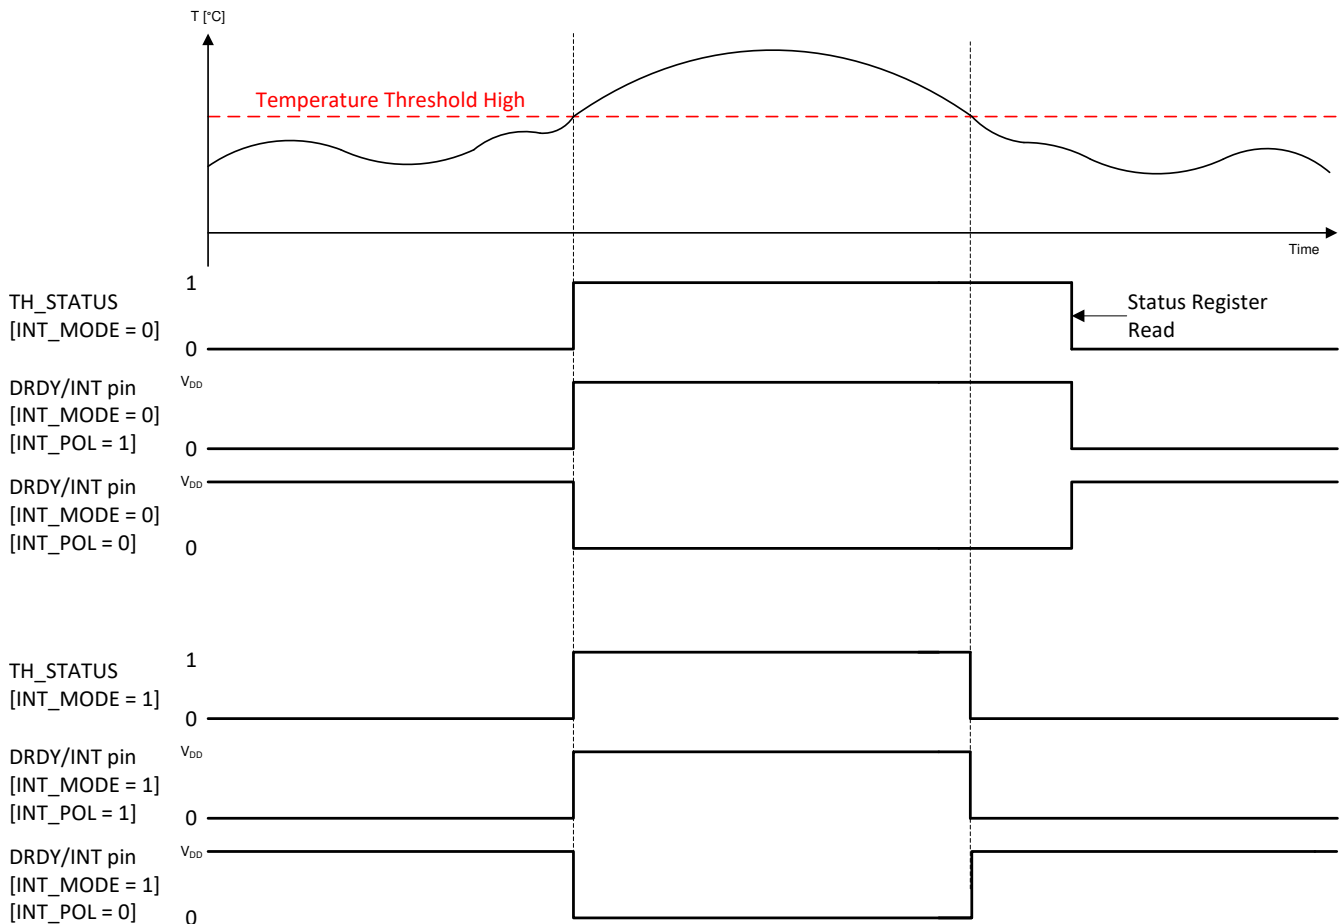 T [°C]
Temperature Threshold High
Time
TH_STATUS
[INT_MODE = 0]
1
0
Status Register
Read
DRDY/INT pin
[INT_MODE = 0]
[INT_POL = 1]
VDD
0
DRDY/INT pin
[INT_MODE = 0]
[INT_POL = 0]
VDD
0
TH_STATUS
[INT_MODE = 1]
1
0
DRDY/INT pin
[INT_MODE = 1]
[INT_POL = 1]
VDD
0
DRDY/INT pin
[INT_MODE = 1]
[INT_POL = 0]
VDD
0